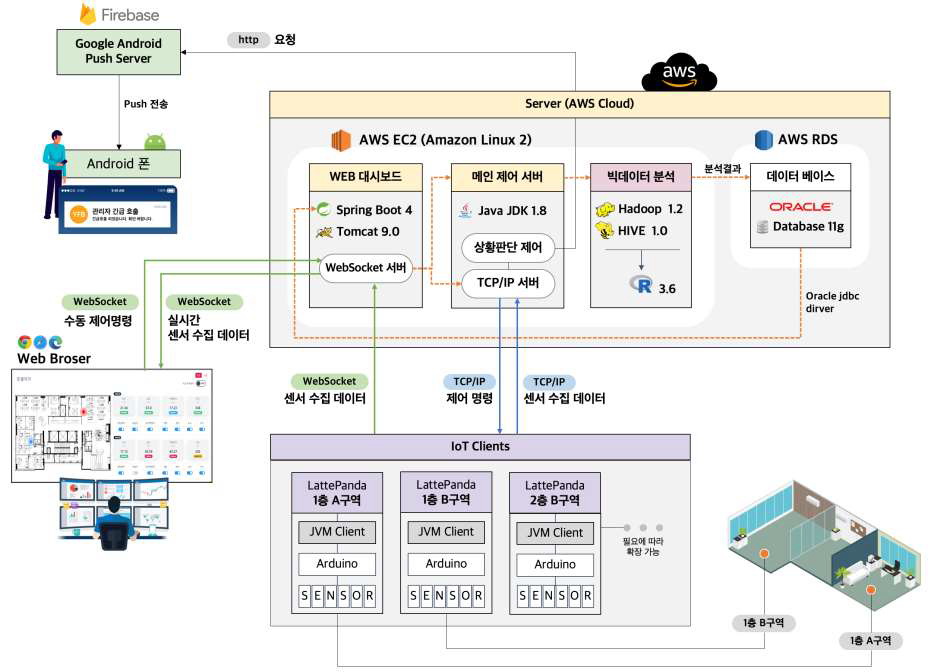 Firebase
Google Android
Push Server
http 요청
Push 전송
Android 폰
YFB
관리자 긴급 호출
aws
Server (AWS Cloud)
AWS EC2 (Amazon Linux 2)
AWS RDS
WEB 대시보드
Spring Boot 4
Tomcat 9.0
WebSocket 서버
메인 제어 서버
Java JDK 1.8
상황판단 제어
TCP/IP 서버
빅데이터 분석
Hadoop 1.2
HIVE 1.0
R 3.6
분석결과
데이터 베이스
ORACLE
Database 11g
Oracle jdbc
dirver
WebSocket
수동 제어명령
WebSocket
실시간
센서 수집 데이터
Web Broser
WebSocket
센서 수집 데이터
TCP/IP
제어 명령
TCP/IP
센서 수집 데이터
IoT Clients
LattePanda
1층 A구역
JVM Client
Arduino
SENSOR
LattePanda
1층 B구역
JVM Client
Arduino
SENSOR
LattePanda
2층 B구역
JVM Client
Arduino
SENSOR
필요에 따라
확장 가능
1층 B구역
1층 A구역